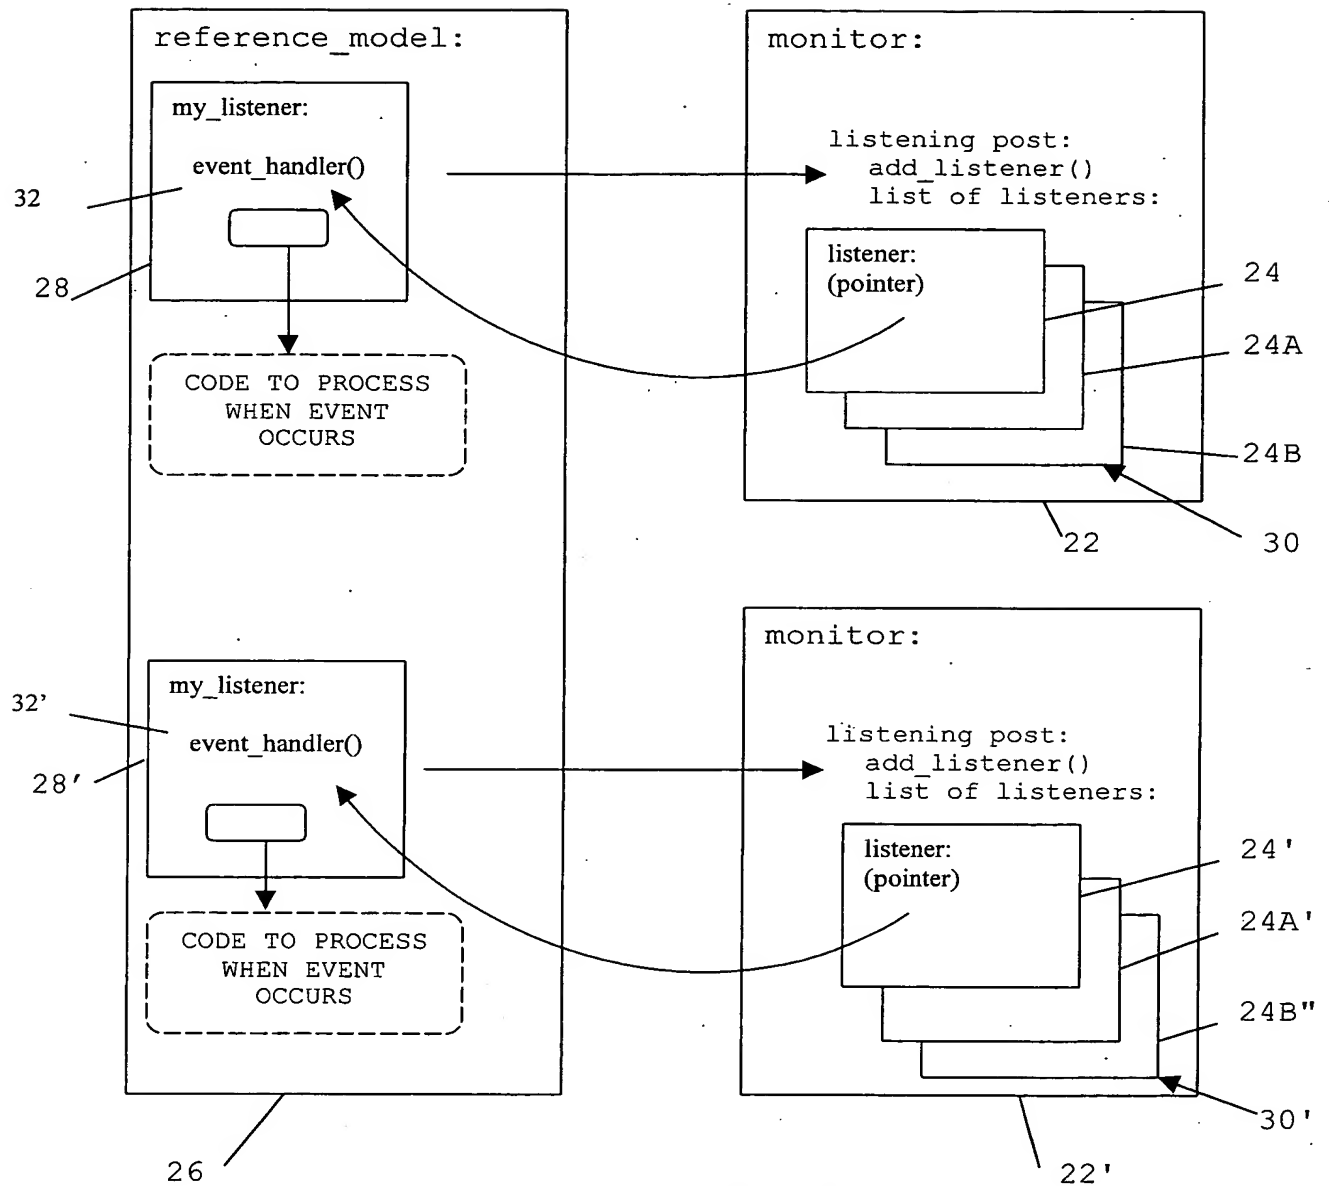 reference_model:
my_listener:
event_handler()
32
28
CODE TO PROCESS
WHEN EVENT
OCCURS
monitor:
listening post:
add_listener()
list of listeners:
listener:
(pointer)
24
24A
24B
22
30
my_listener:
32'
event_handler()
28'
CODE TO PROCESS
WHEN EVENT
OCCURS
26
monitor:
listening post:
add_listener()
list of listeners:
listener:
(pointer)
24'
24A'
24B"
30'
22'